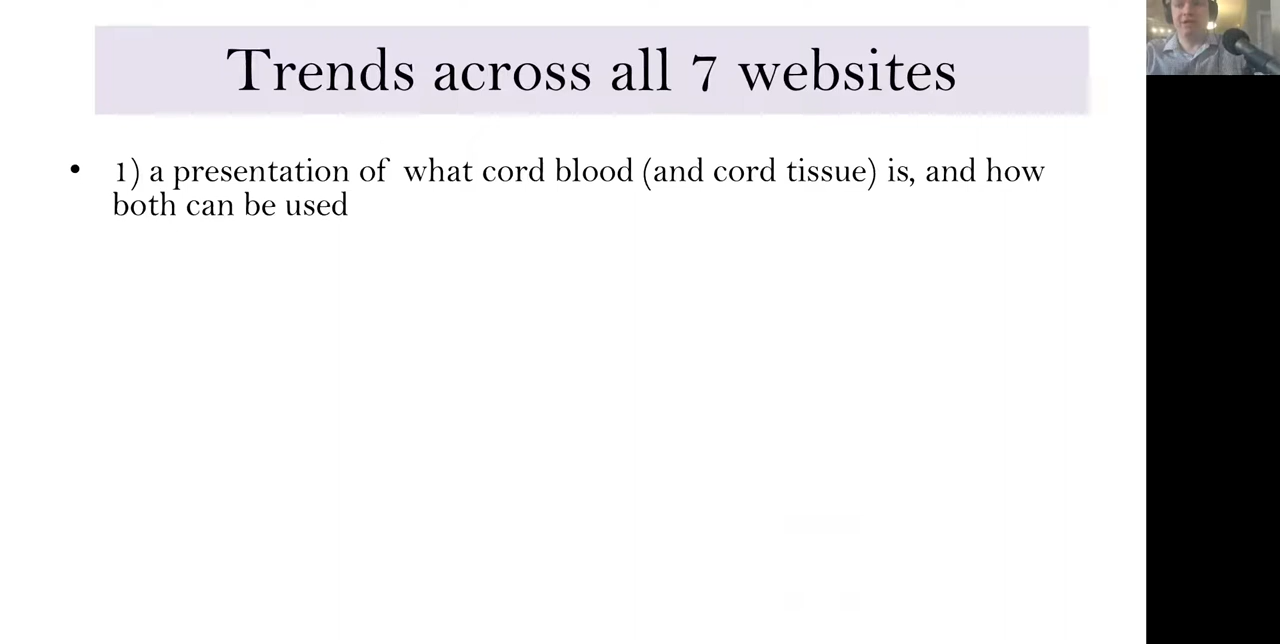 Trends across all 7 websites
• 1) a presentation of what cord blood (and cord tissue) is, and how
both can be used